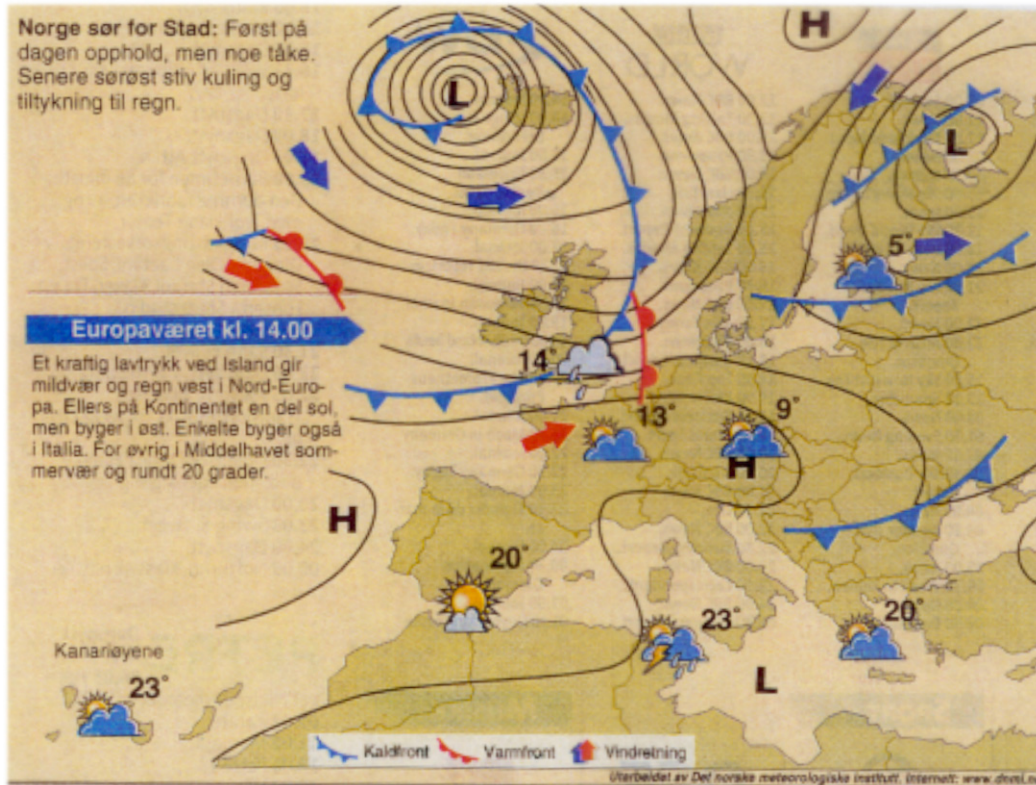 Norge sør for Stad: Først på
dagen opphold, men noe tåke.
Senere sørøst stiv kuling og
tiltykning til regn.
H
L
L
5°
Europaværet kl. 14.00
Et kraftig lavtrykk ved Island gir
mildvær og regn vest i Nord-Euro-
pa. Ellers på Kontinentet en del sol,
men byger i øst. Enkelte byger også
i Italia. For øvrig i Middelhavet som-
mervær og rundt 20 grader.
14°
13°
9°
H
H
20°
23°
20°
Kanariøyene
23°
L
Kaldfront
Varmfront
Vindretning
Utarbeidet av Det norske meteorologiske institutt. Internett: www.dnmi.no